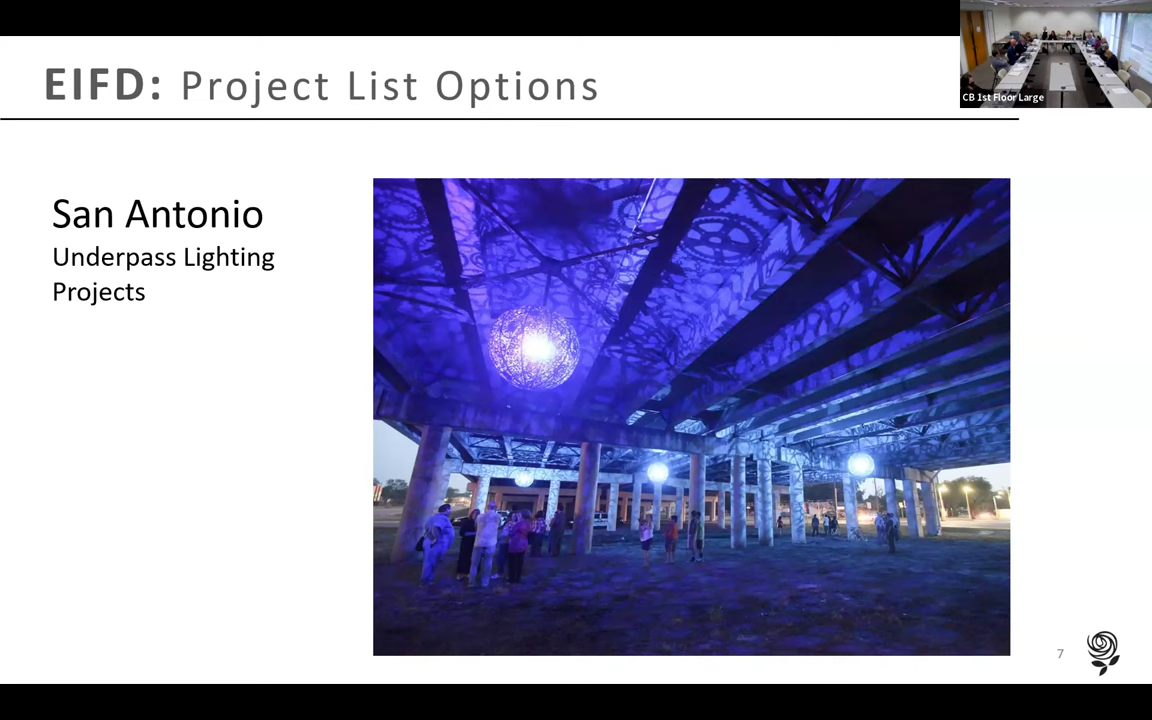 EIFD: Project List Options
CB 1st Floor Large
San Antonio
Underpass Lighting
Projects
7